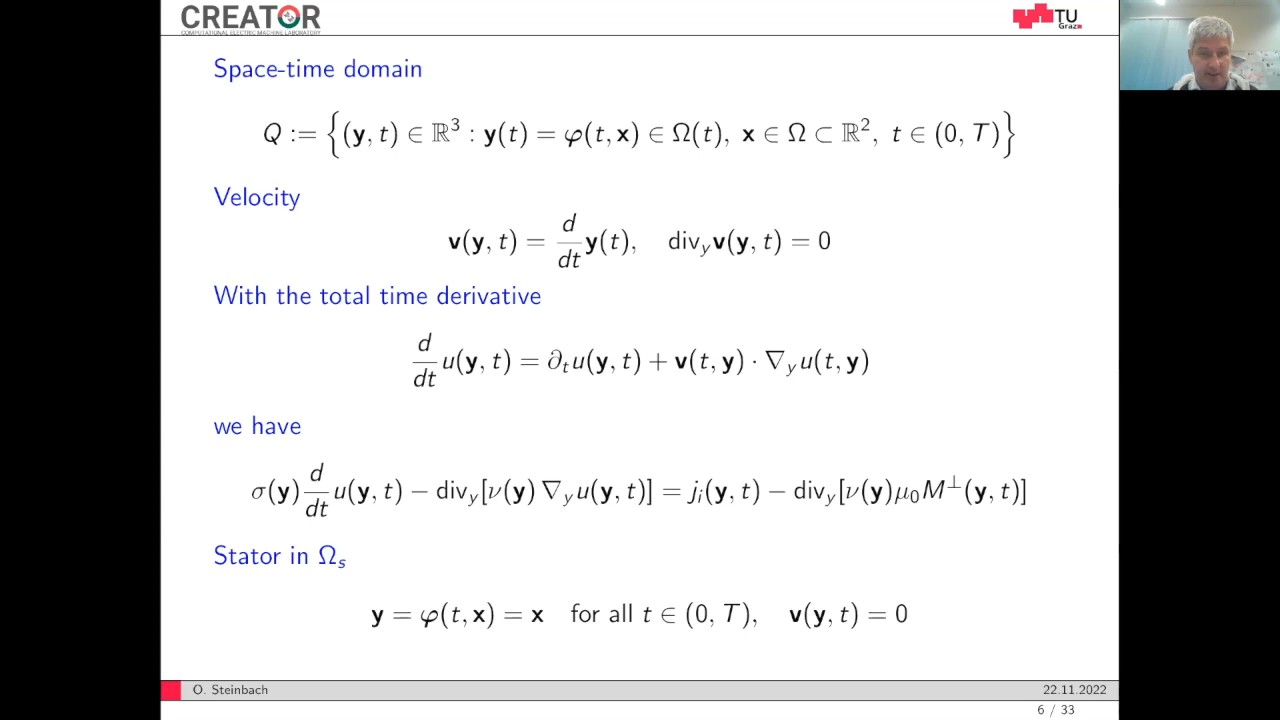 CREATOR
COMPUTATIONAL ELECTRIC MACHINE LABORATORY
TU
Graz
Space-time domain
Q := {(y, t) ∈ ℝ³ : y(t) = φ(t, x) ∈ Ω(t), x ∈ Ω ⊂ ℝ², t ∈ (0, T)}
Velocity
v(y, t) = d/dt y(t), div_y v(y, t) = 0
With the total time derivative
d/dt u(y, t) = ∂_t u(y, t) + v(t, y) · ∇_y u(t, y)
we have
σ(y) d/dt u(y, t) − div_y[ν(y) ∇_y u(y, t)] = j_i(y, t) − div_y[ν(y)μ₀M^⊥(y, t)]
Stator in Ω_s
y = φ(t, x) = x for all t ∈ (0, T), v(y, t) = 0
O. Steinbach
22.11.2022
6 / 33